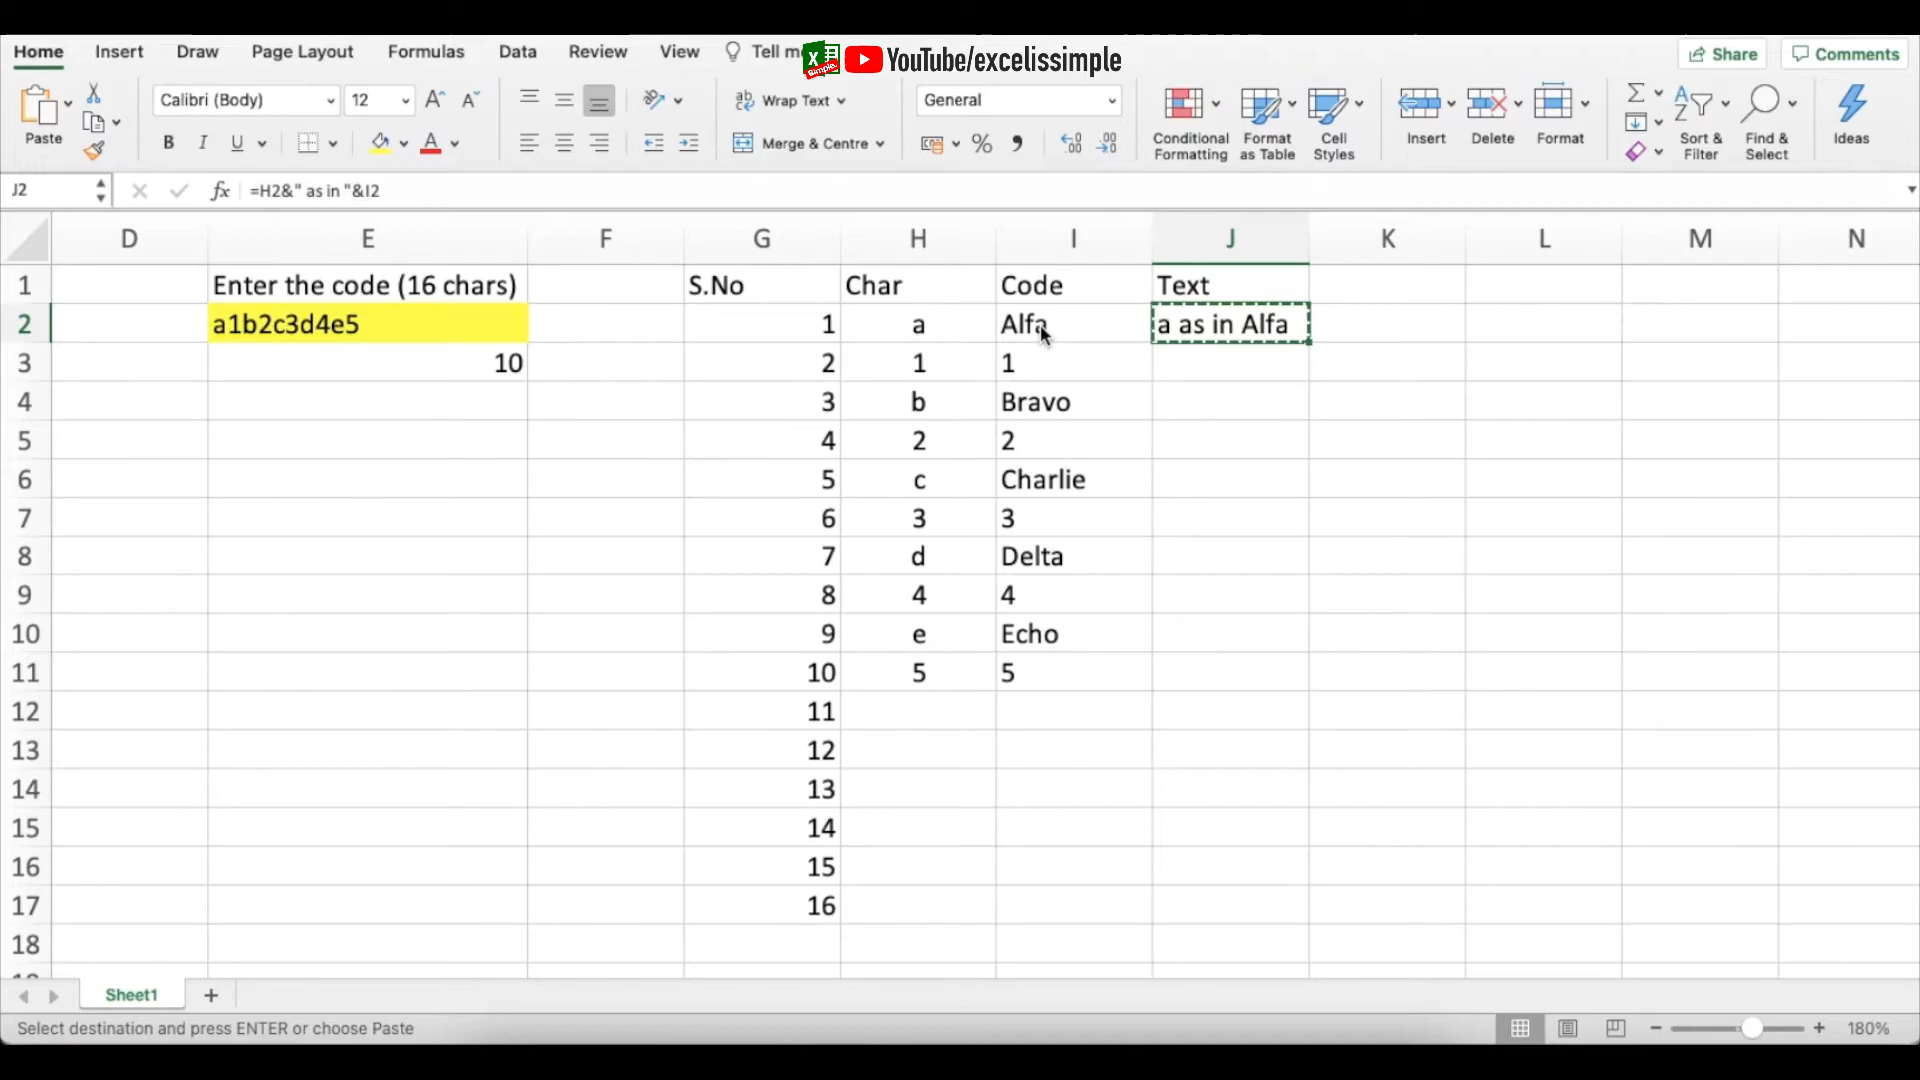 Home Insert Draw Page Layout Formulas Data Review View Tell me
Simple. YouTube/excelissimple
Share Comments
Paste Calibri (Body) 12 A A ab Wrap Text General
B I U A Merge & Centre % 9
Conditional Formatting Format as Table Cell Styles Insert Delete Format Sort & Filter Find & Select Ideas
J2 fx =H2&" as in "&I2
D E F G H I J K L M N
1 Enter the code (16 chars) S.No Char Code Text
2 a1b2c3d4e5 1 a Alfa a as in Alfa
3 10 2 1 1
4 3 b Bravo
5 4 2 2
6 5 c Charlie
7 6 3 3
8 7 d Delta
9 8 4 4
10 9 e Echo
11 10 5 5
12 11
13 12
14 13
15 14
16 15
17 16
18
Sheet1 +
Select destination and press ENTER or choose Paste 180%